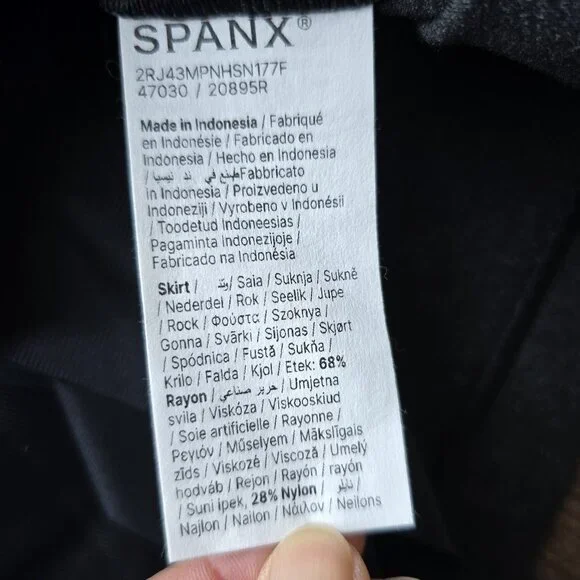 SPANX®
2RJ43MPNHSN177F
47030 / 20895R
Made in Indonesia / Fabriqué
en Indonésie / Fabricado en
Indonesia / Hecho en Indonesia
/ Fabbricato
in Indonesia / Proizvedeno u
Indoneziji / Vyrobeno v Indonésii
/ Toodetud Indoneesias /
Pagaminta Indonezijoje /
Fabricado na Indonésia
Skirt / / Saia / Suknja / Sukně
/ Nederdel / Rok / Seelik / Jupe
/ Rock / Φούστα / Szoknya /
Gonna / Svārki / Sijonas / Skjørt
/ Spódnica / Fustă / Sukňa /
Krilo / Falda / Kjol / Etek: 68%
Rayon / حرير صناعي / Umjetna
svila / Viskóza / Viskooskiud
/ Soie artificielle / Rayonne /
Ρεγιόν / Műselyem / Mākslīgais
zīds / Viskozė / Viscoză / Umelý
hodváb / Rejon / Rayón / rayón
/ Suni ipek, 28% Nylon / نايلو /
Najlon / Nailon / Νάιλον / Neilons